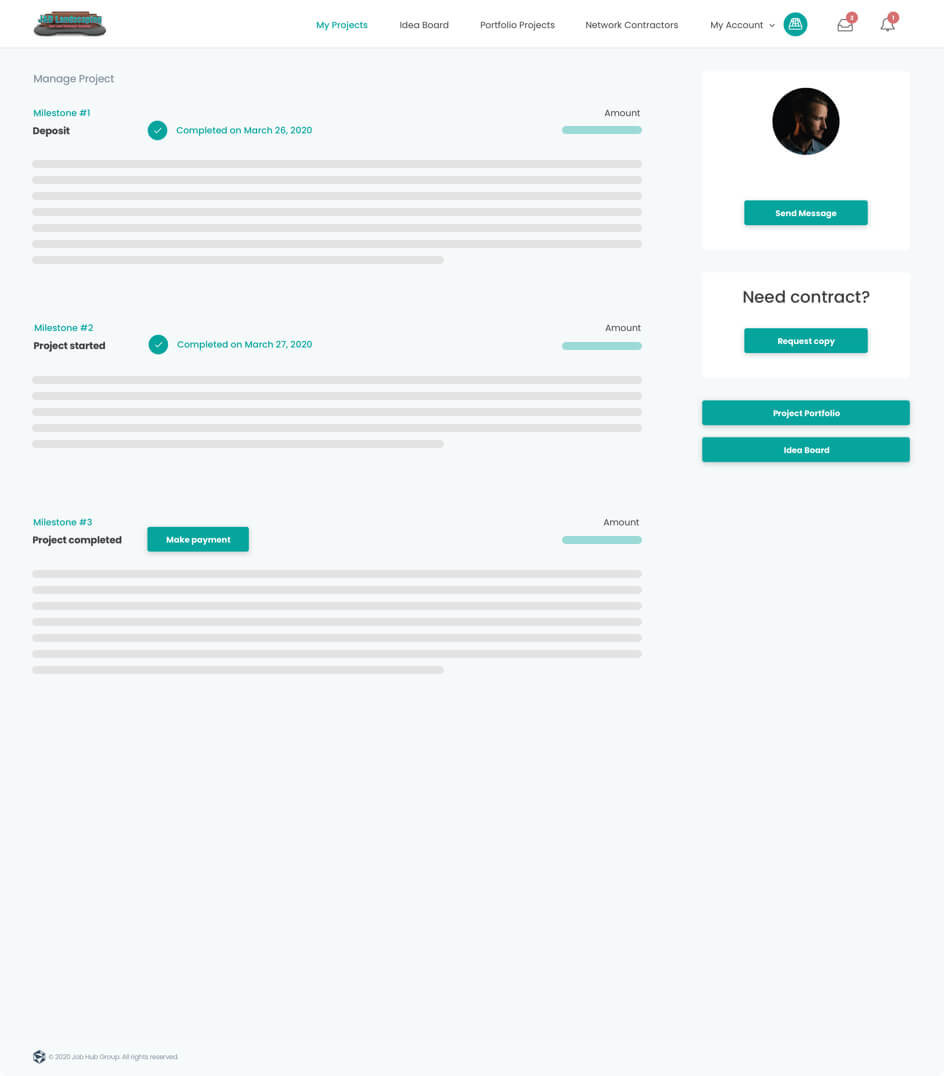 Landscaping
My Projects
Idea Board
Portfolio Projects
Network Contractors
My Account
3
1
Manage Project
Milestone #1
Amount
Deposit
Completed on March 26, 2020
Send Message
Need contract?
Request copy
Milestone #2
Amount
Project started
Completed on March 27, 2020
Project Portfolio
Idea Board
Milestone #3
Amount
Project completed
Make payment
© 2020 Job Hub Group. All rights reserved.